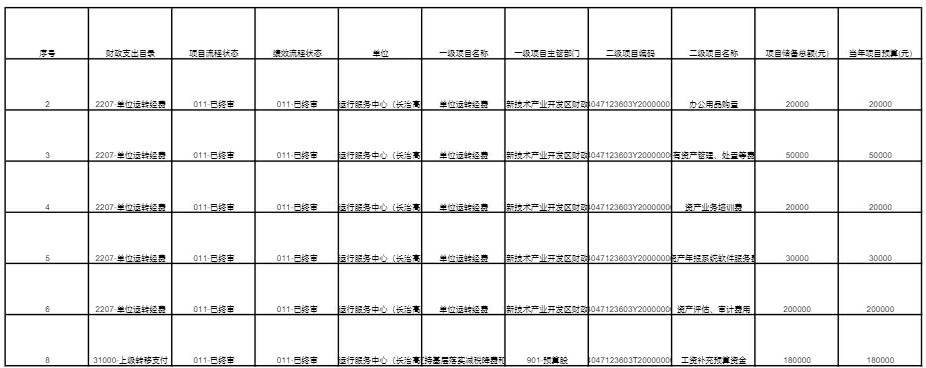 序号 财政支出目录 项目流程状态 绩效流程状态 单位 一级项目名称 一级项目主管部门 二级项目编码 二级项目名称 项目储备总额(元) 当年项目预算(元)
2 2207-单位运转经费 011-已终审 011-已终审 运行服务中心（长治高 单位运转经费 新技术产业开发区财政 4047123603Y2000000 办公用品购置 20000 20000
3 2207-单位运转经费 011-已终审 011-已终审 运行服务中心（长治高 单位运转经费 新技术产业开发区财政 4047123603Y2000000 有资产管理、处置等费 50000 50000
4 2207-单位运转经费 011-已终审 011-已终审 运行服务中心（长治高 单位运转经费 新技术产业开发区财政 4047123603Y2000000 资产业务培训费 20000 20000
5 2207-单位运转经费 011-已终审 011-已终审 运行服务中心（长治高 单位运转经费 新技术产业开发区财政 4047123603Y2000000 资产年报系统软件服务费 30000 30000
6 2207-单位运转经费 011-已终审 011-已终审 运行服务中心（长治高 单位运转经费 新技术产业开发区财政 4047123603Y2000000 资产评估、审计费用 200000 200000
8 31000-上级转移支付 011-已终审 011-已终审 运行服务中心（长治高 持基层落实减税降费和 901-预算股 4047123603T2000000 工资补充预算资金 180000 180000